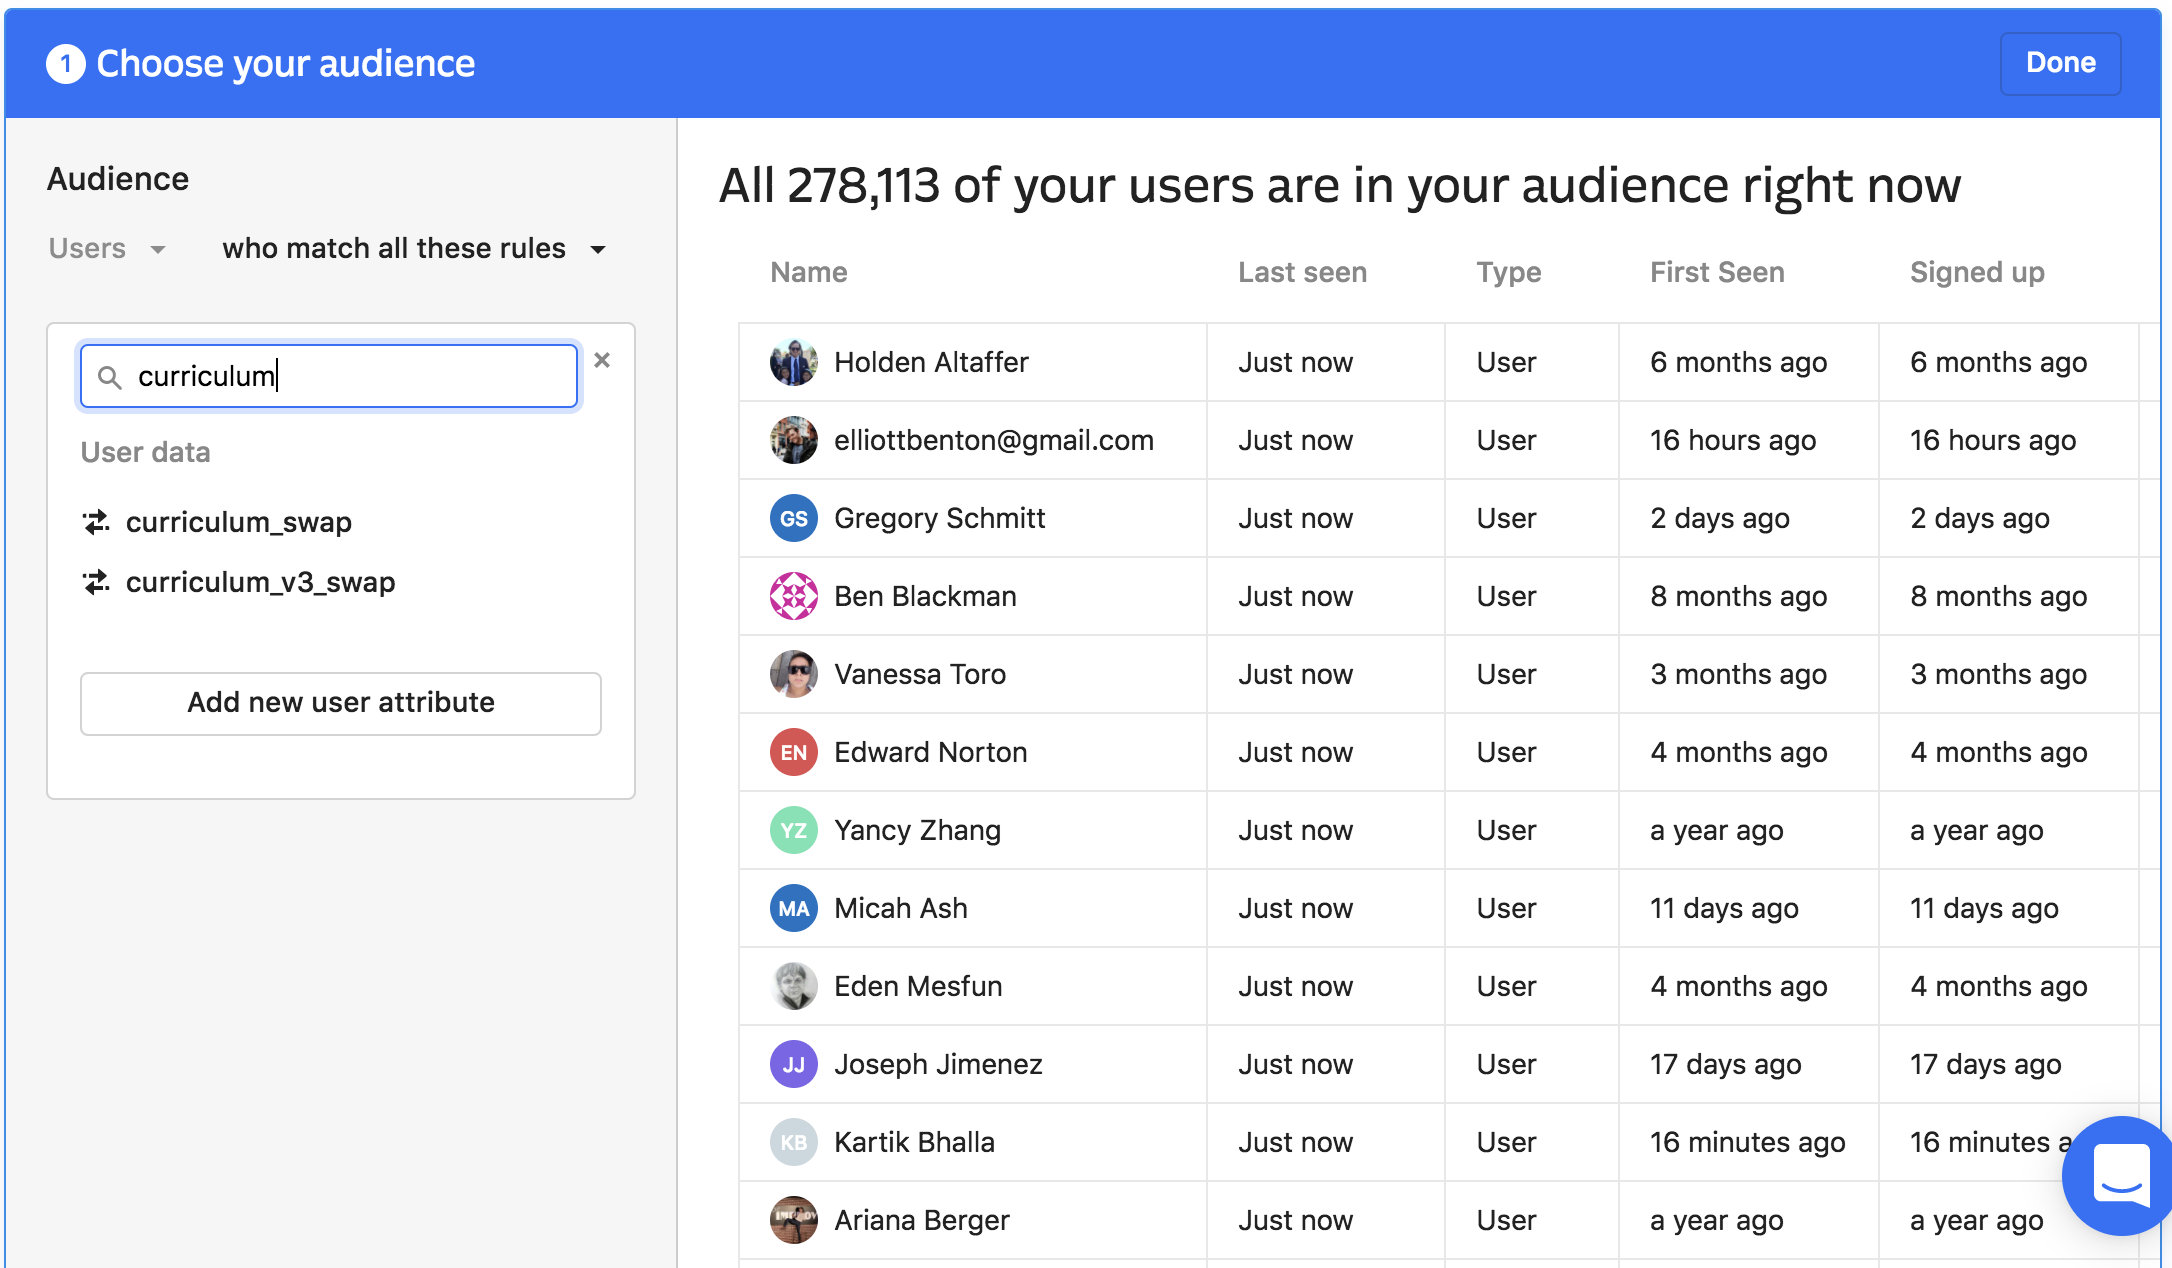 1 Choose your audience
Done
Audience
Users who match all these rules
curriculum
User data
curriculum_swap
curriculum_v3_swap
Add new user attribute
All 278,113 of your users are in your audience right now
Name Last seen Type First Seen Signed up
Holden Altaffer Just now User 6 months ago 6 months ago
elliottbenton@gmail.com Just now User 16 hours ago 16 hours ago
GS Gregory Schmitt Just now User 2 days ago 2 days ago
Ben Blackman Just now User 8 months ago 8 months ago
Vanessa Toro Just now User 3 months ago 3 months ago
EN Edward Norton Just now User 4 months ago 4 months ago
YZ Yancy Zhang Just now User a year ago a year ago
MA Micah Ash Just now User 11 days ago 11 days ago
Eden Mesfun Just now User 4 months ago 4 months ago
JJ Joseph Jimenez Just now User 17 days ago 17 days ago
KB Kartik Bhalla Just now User 16 minutes ago 16 minutes a
Ariana Berger Just now User a year ago a year ago